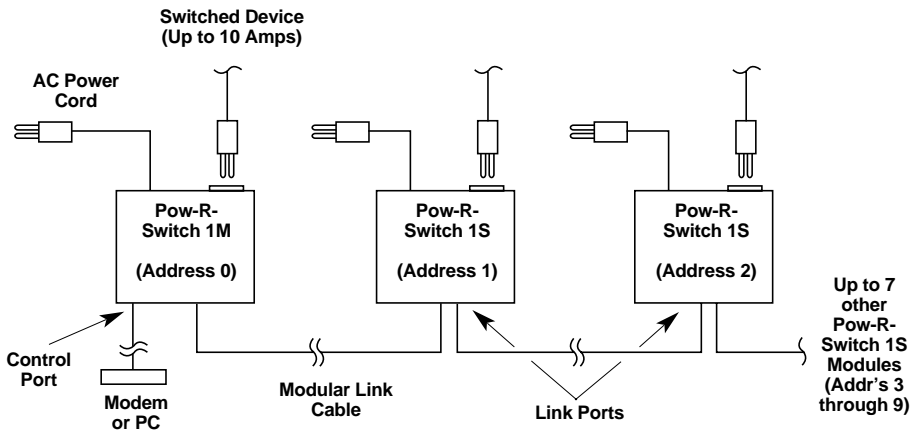 Switched Device
(Up to 10 Amps)
AC Power
Cord
Pow-R-
Switch 1M
(Address 0)
Pow-R-
Switch 1S
(Address 1)
Pow-R-
Switch 1S
(Address 2)
Up to 7
other
Pow-R-
Switch 1S
Modules
(Addr's 3
through 9)
Control
Port
Modem
or PC
Modular Link
Cable
Link Ports